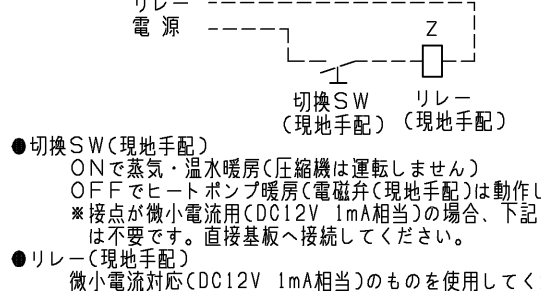 リレー
電源
Z
切換SW
(現地手配)
リレー
(現地手配)
●切換SW(現地手配)
ONで蒸気・温水暖房(圧縮機は運転しません)
OFFでヒートポンプ暖房(電磁弁(現地手配)は動作し
※接点が微小電流用(DC12V 1mA相当)の場合、下記
は不要です。直接基板へ接続してください。
●リレー(現地手配)
微小電流対応(DC12V 1mA相当)のものを使用してく